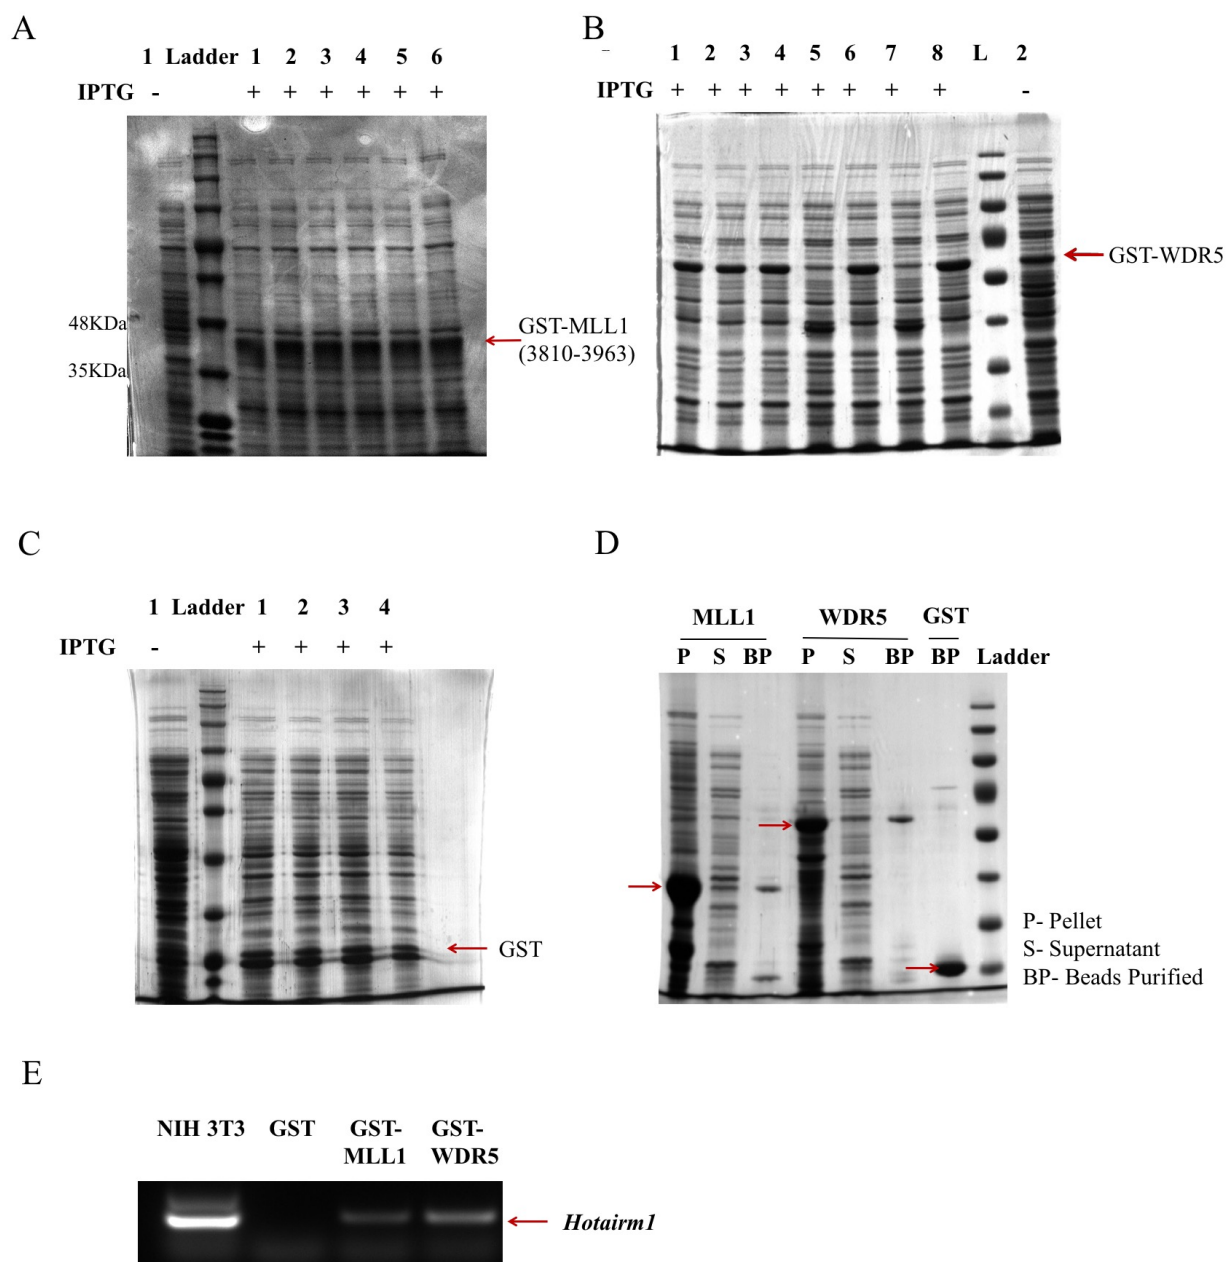 A
1 Ladder 1 2 3 4 5 6
IPTG - + + + + + +
48KDa
35KDa
GST-MLL1
(3810-3963)
B
1 2 3 4 5 6 7 8 L 2
IPTG + + + + + + + + -
GST-WDR5
C
1 Ladder 1 2 3 4
IPTG - + + + +
GST
D
MLL1 WDR5 GST
P S BP P S BP BP Ladder
P- Pellet
S- Supernatant
BP- Beads Purified
E
NIH 3T3 GST GST- GST-
MLL1 WDR5
Hotairm1